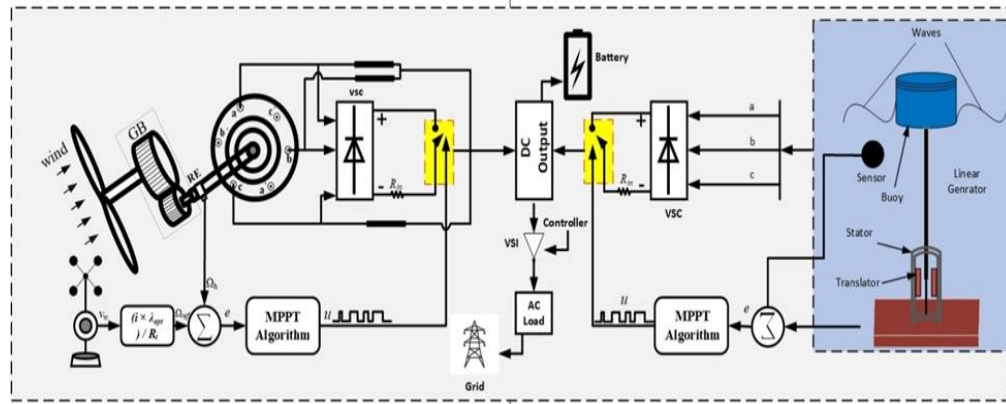 wind
GB
RE
a
c
b
b
c
a
vsc
+
-
R_in
DC Output
Battery
VSI
Controller
AC
Load
Grid
+
-
R_in
VSC
a
b
c
Waves
Sensor
Buoy
Linear
Genrator
Stator
Translator
v_w
(i × λ_opt
)/ R_t
Ω_ref
Ω_h
Σ
e
MPPT
Algorithm
u
u
MPPT
Algorithm
e
Σ